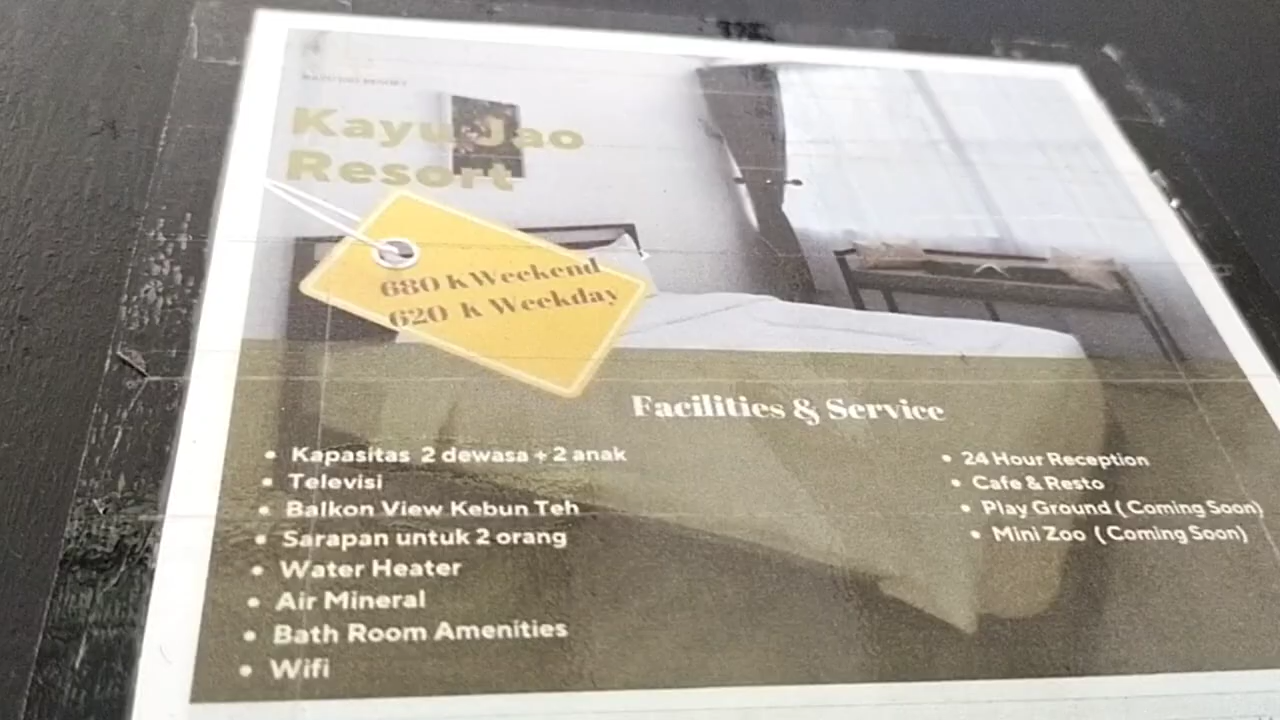 Kayu Jao
Resort
680 K Weekend
620 K Weekday
Facilities & Service
Kapasitas 2 dewasa + 2 anak
Televisi
Balkon View Kebun Teh
Sarapan untuk 2 orang
Water Heater
Air Mineral
Bath Room Amenities
Wifi
24 Hour Reception
Cafe & Resto
Play Ground ( Coming Soon)
Mini Zoo ( Coming Soon)